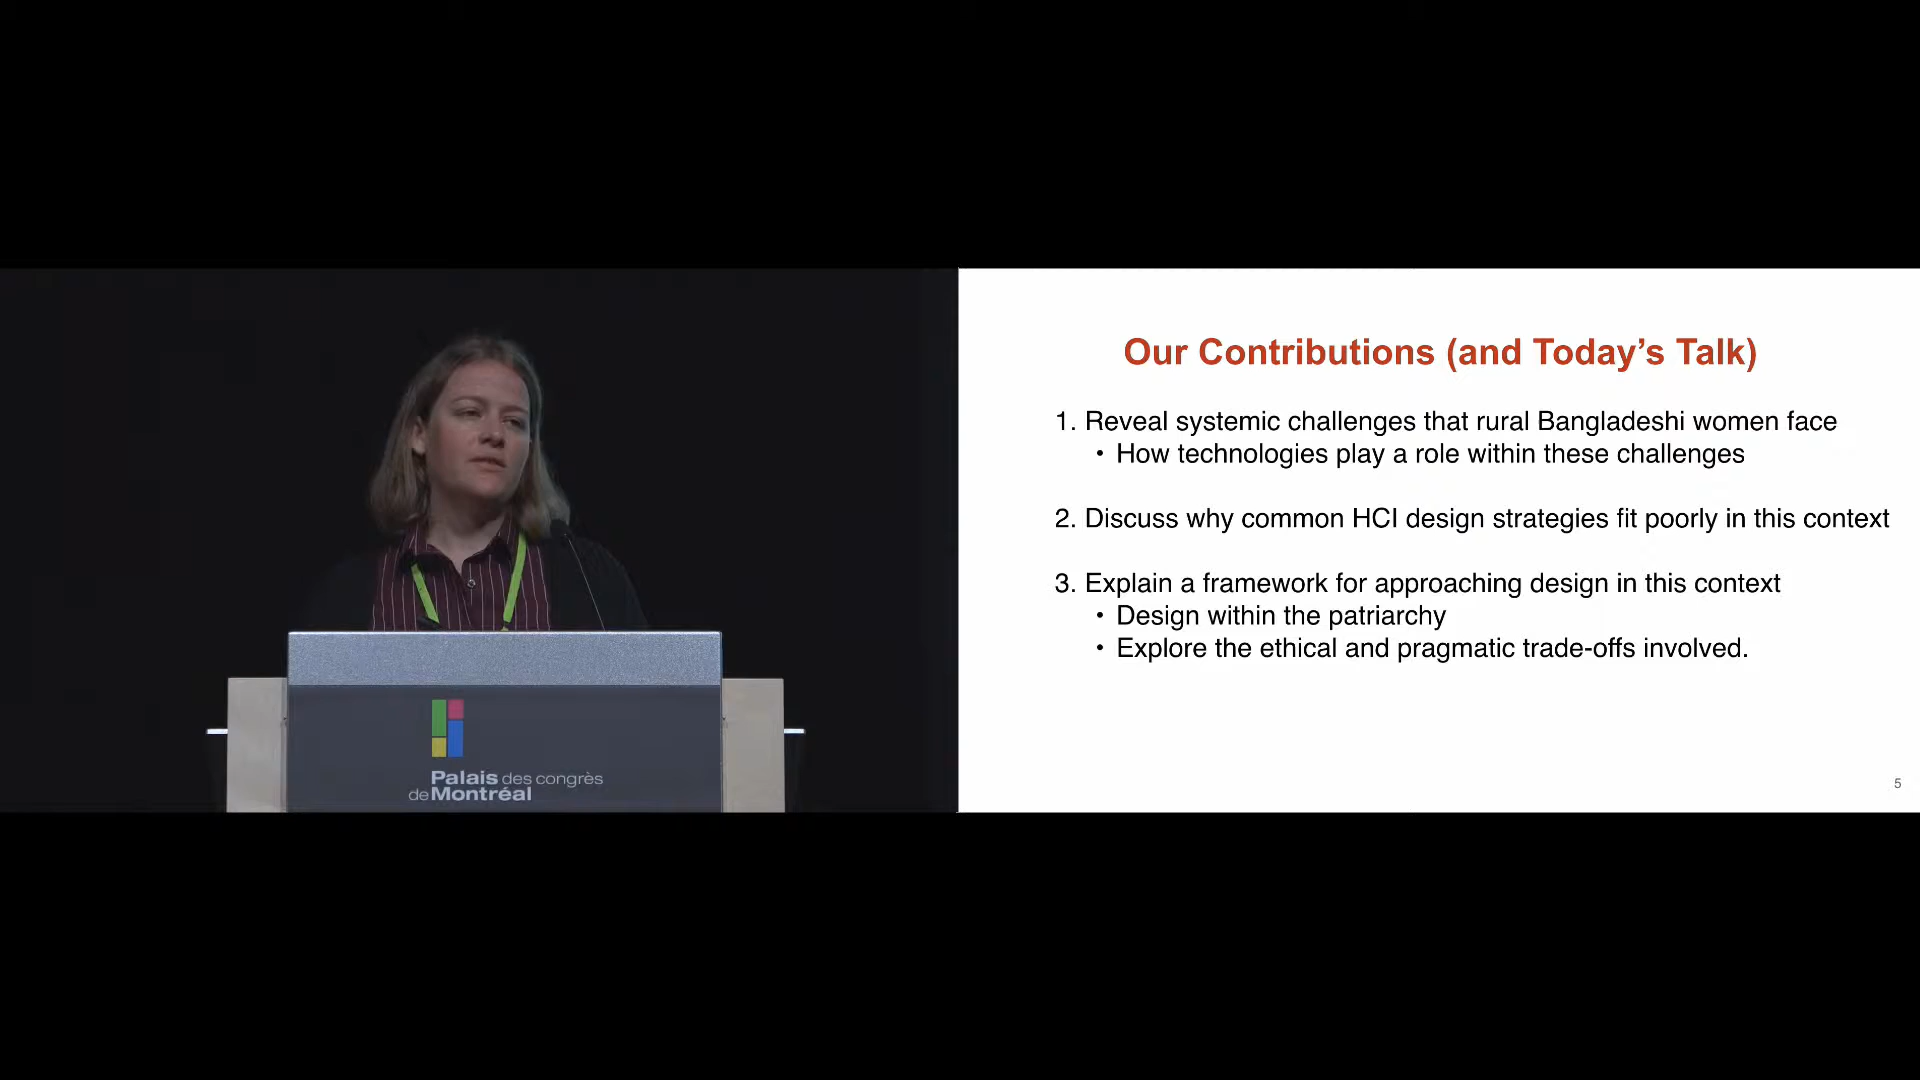 Our Contributions (and Today's Talk)
1. Reveal systemic challenges that rural Bangladeshi women face
• How technologies play a role within these challenges
2. Discuss why common HCI design strategies fit poorly in this context
3. Explain a framework for approaching design in this context
• Design within the patriarchy
• Explore the ethical and pragmatic trade-offs involved.
5
Palais des congrès
de Montréal